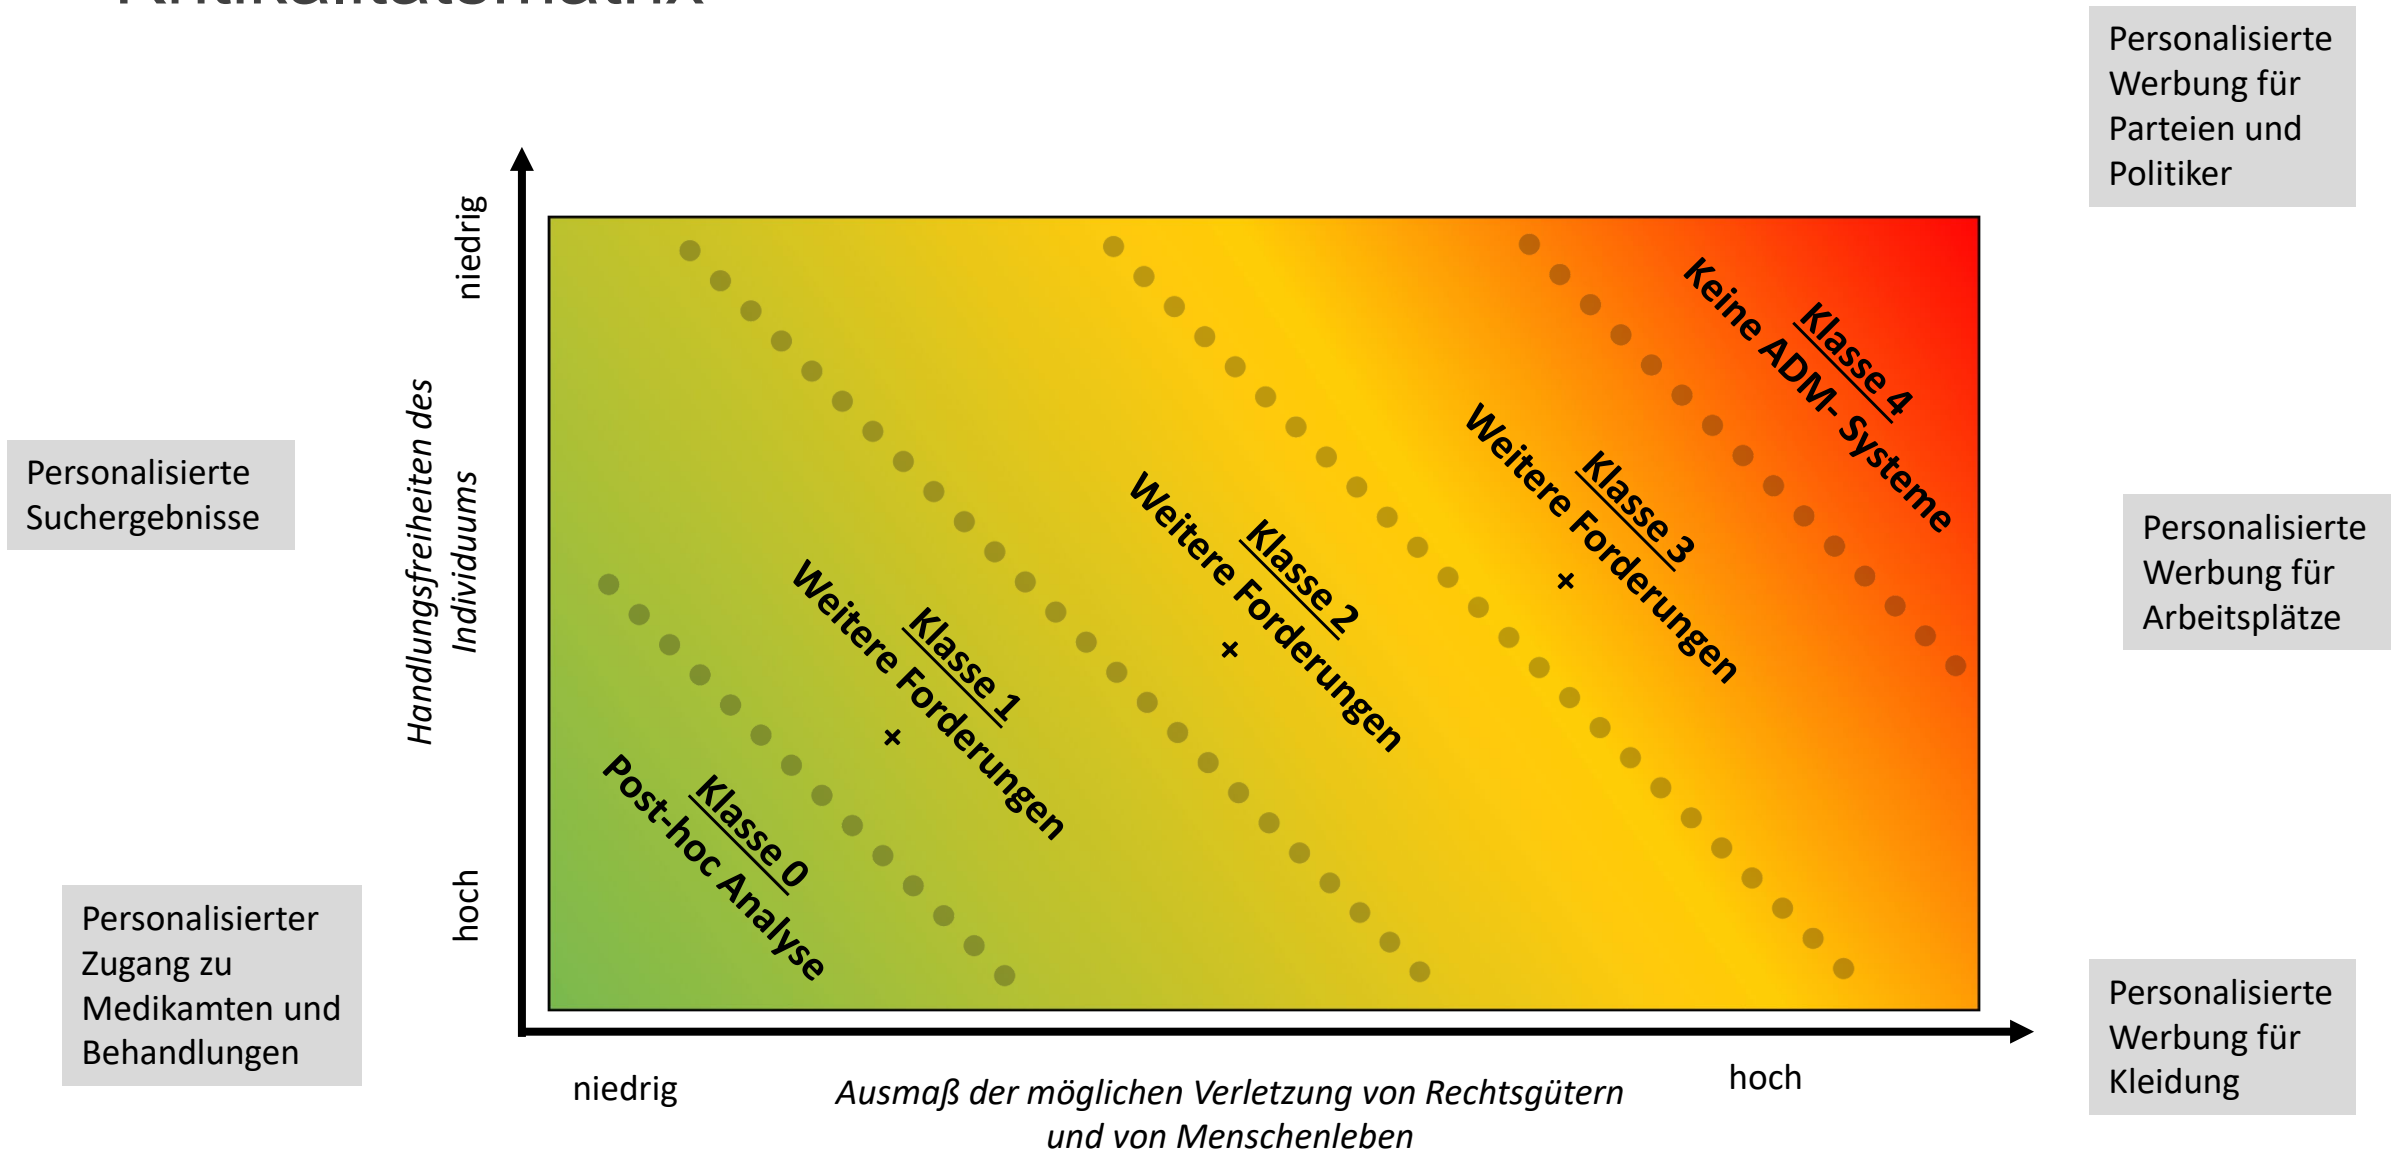 Personalisierte
Werbung für
Parteien und
Politiker
niedrig
Handlungsfreiheiten des
Individuums
hoch
Personalisierte
Suchergebnisse
Personalisierter
Zugang zu
Medikamten und
Behandlungen
Klasse 4
Keine ADM- Systeme
Klasse 3
Weitere Forderungen
+
Klasse 2
Weitere Forderungen
+
Klasse 1
Weitere Forderungen
+
Klasse 0
Post-hoc Analyse
Personalisierte
Werbung für
Arbeitsplätze
Personalisierte
Werbung für
Kleidung
niedrig
Ausmaß der möglichen Verletzung von Rechtsgütern
und von Menschenleben
hoch